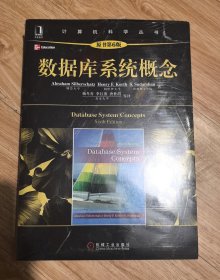 计算机科学丛书
原书第6版
数据库系统概念
Abraham Silberschatz Henry F. Korth S. Sudarshan
Database System Concepts
Sixth Edition
Database System
Concepts
机械工业出版社